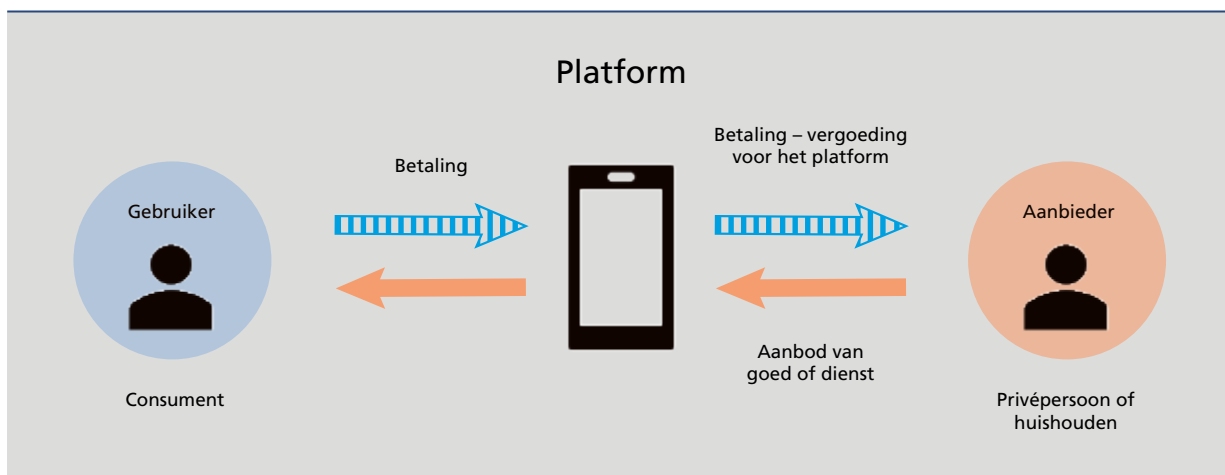 Platform
Betaling
Betaling – vergoeding
voor het platform
Gebruiker
Aanbieder
Aanbod van
goed of dienst
Consument
Privépersoon of
huishouden